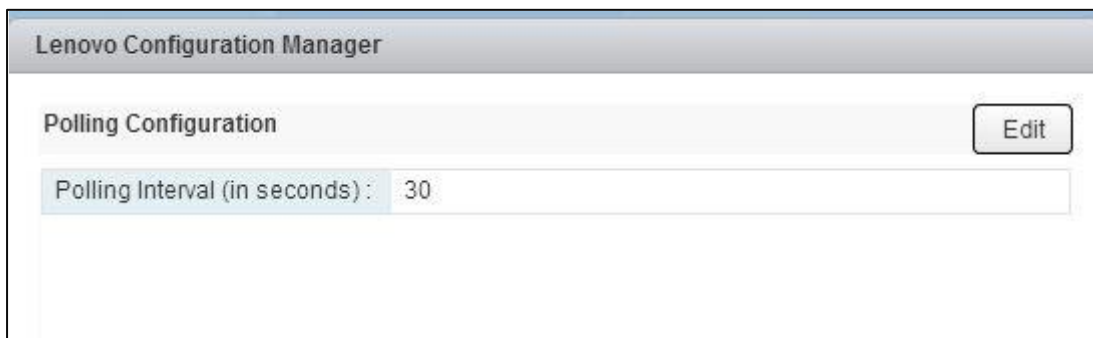 Lenovo Configuration Manager
Polling Configuration
Edit
Polling Interval (in seconds) : 30